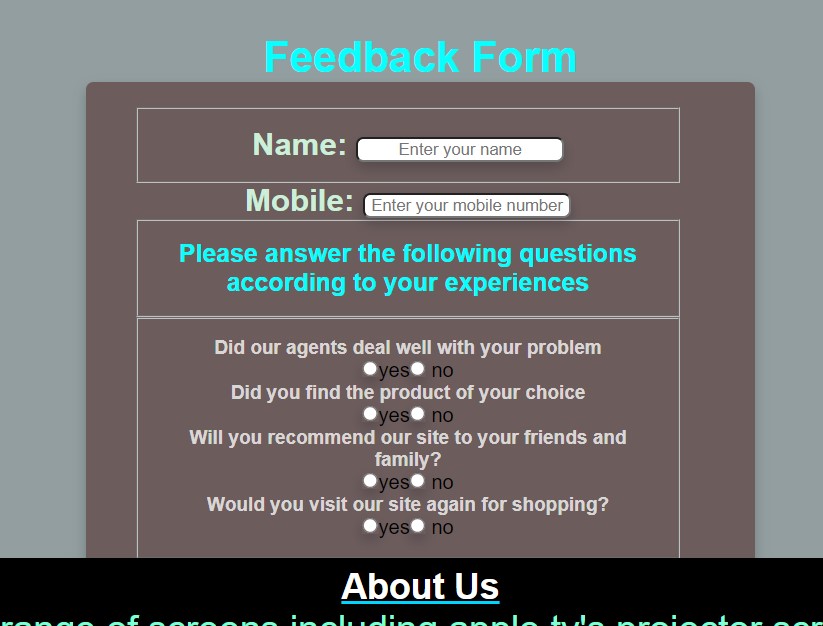 Feedback Form
Name: Enter your name
Mobile: Enter your mobile number
Please answer the following questions
according to your experiences
Did our agents deal well with your problem
yes no
Did you find the product of your choice
yes no
Will you recommend our site to your friends and
family?
yes no
Would you visit our site again for shopping?
yes no
About Us
range of screens including apple tv's projector scr